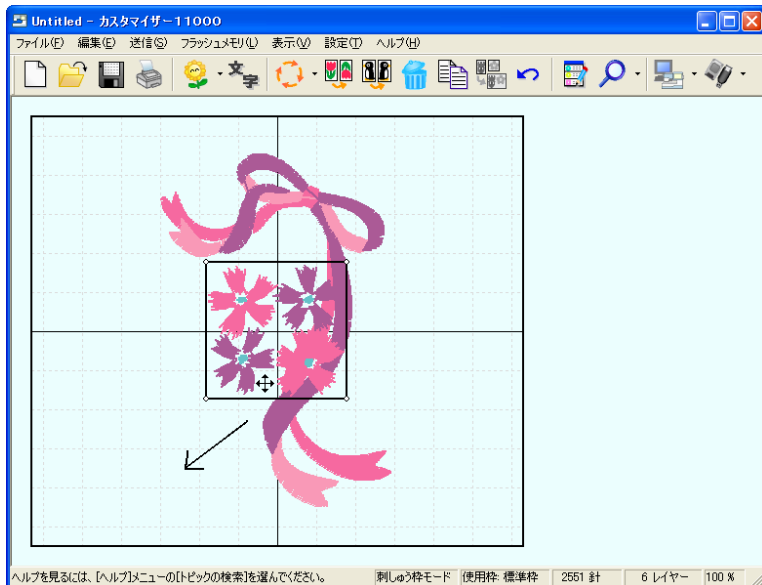 Untitled - カスタマイザー11000
ファイル(F) 編集(E) 送信(S) フラッシュメモリ(L) 表示(V) 設定(T) ヘルプ(H)
文字
ヘルプを見るには、[ヘルプ]メニューの[トピックの検索]を選んでください。 刺しゅう枠モード 使用枠: 標準枠 2551 針 6 レイヤー 100 %